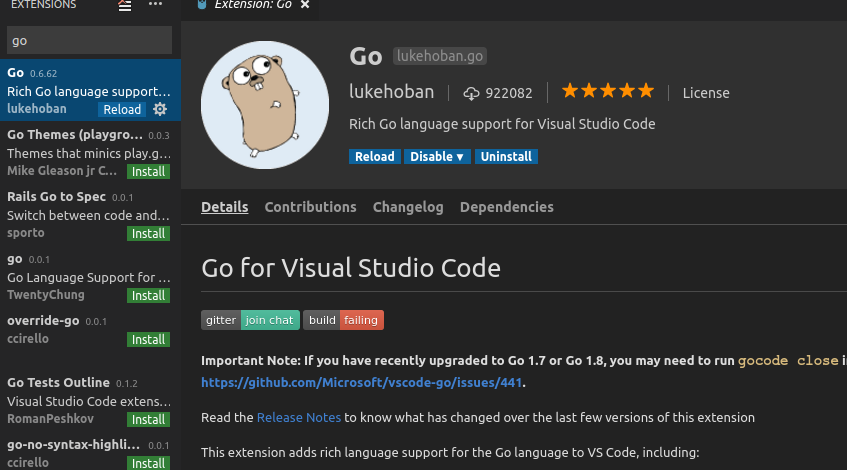 EXTENSIONS
go
Go 0.6.62
Rich Go language support...
lukehoban Reload
Go Themes (playgro... 0.0.3
Themes that minics play.g...
Mike Gleason jr C... Install
Rails Go to Spec 0.0.1
Switch between code and...
sporto Install
go 0.0.1
Go Language Support for ...
TwentyChung Install
override-go 0.0.1
ccirello Install
Go Tests Outline 0.1.2
Visual Studio Code extens...
RomanPeshkov Install
go-no-syntax-highli... 0.0.1
ccirello Install
Extension: Go
Go lukehoban.go
lukehoban 922082 License
Rich Go language support for Visual Studio Code
Reload Disable Uninstall
Details Contributions Changelog Dependencies
Go for Visual Studio Code
gitter join chat build failing
Important Note: If you have recently upgraded to Go 1.7 or Go 1.8, you may need to run gocode close i
https://github.com/Microsoft/vscode-go/issues/441.
Read the Release Notes to know what has changed over the last few versions of this extension
This extension adds rich language support for the Go language to VS Code, including: